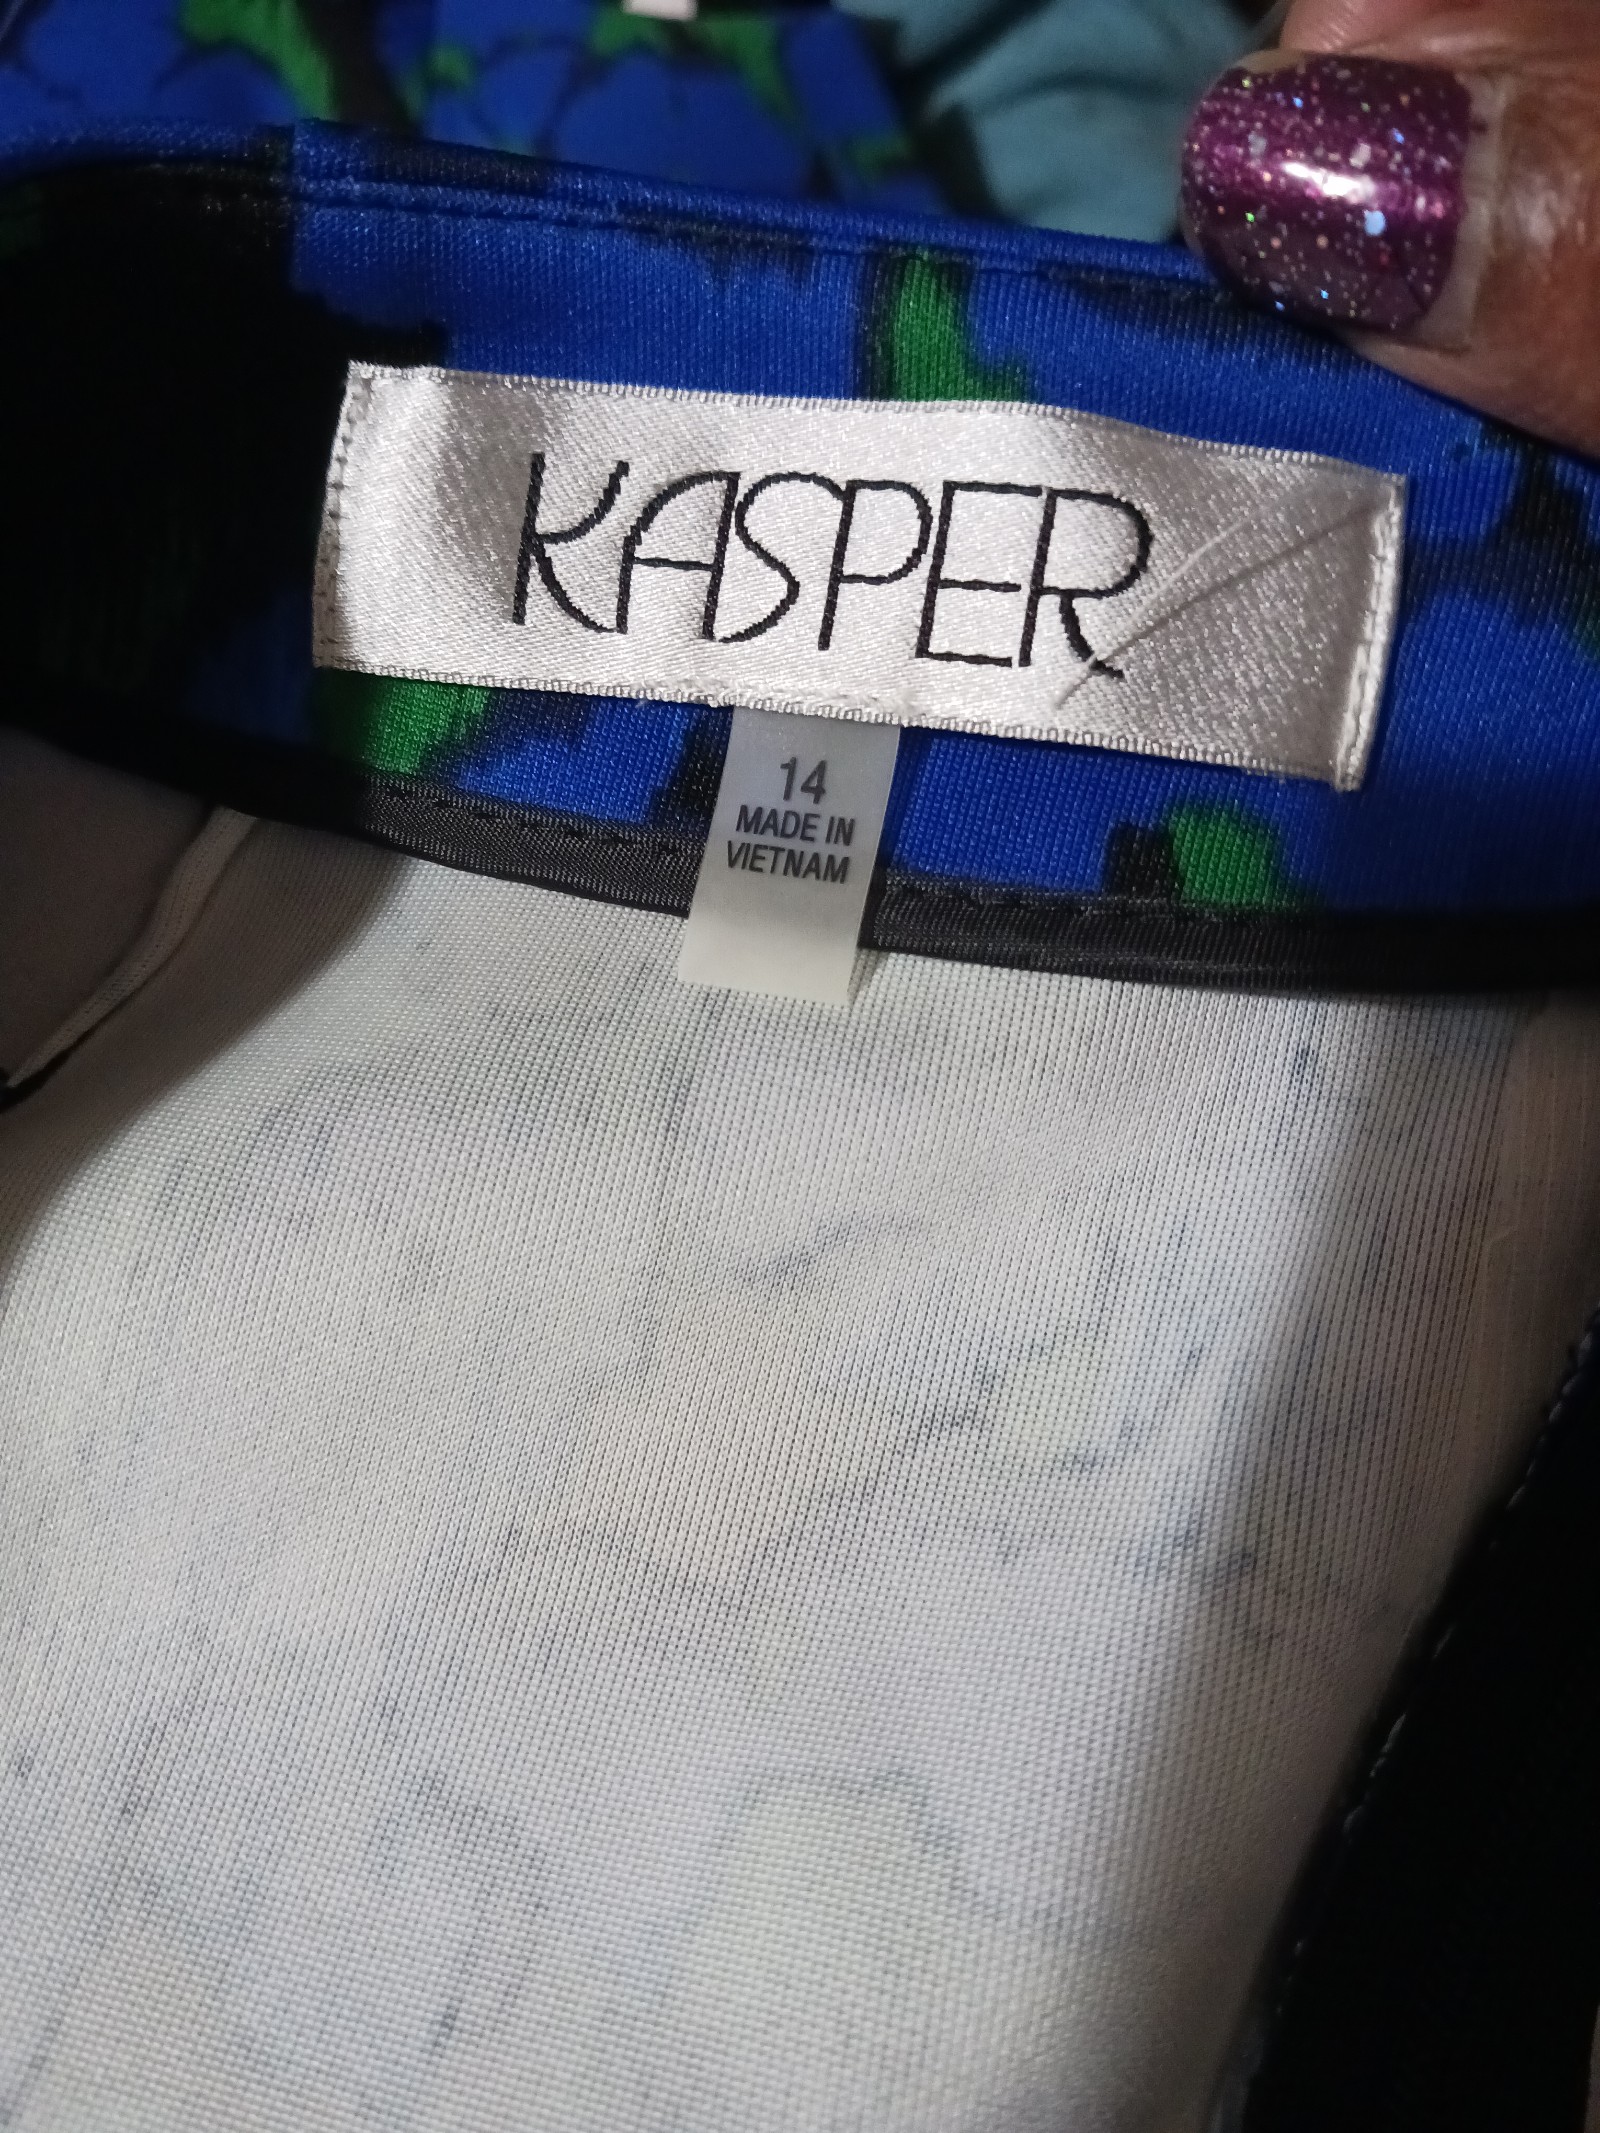 KASPER
14
MADE IN
VIETNAM